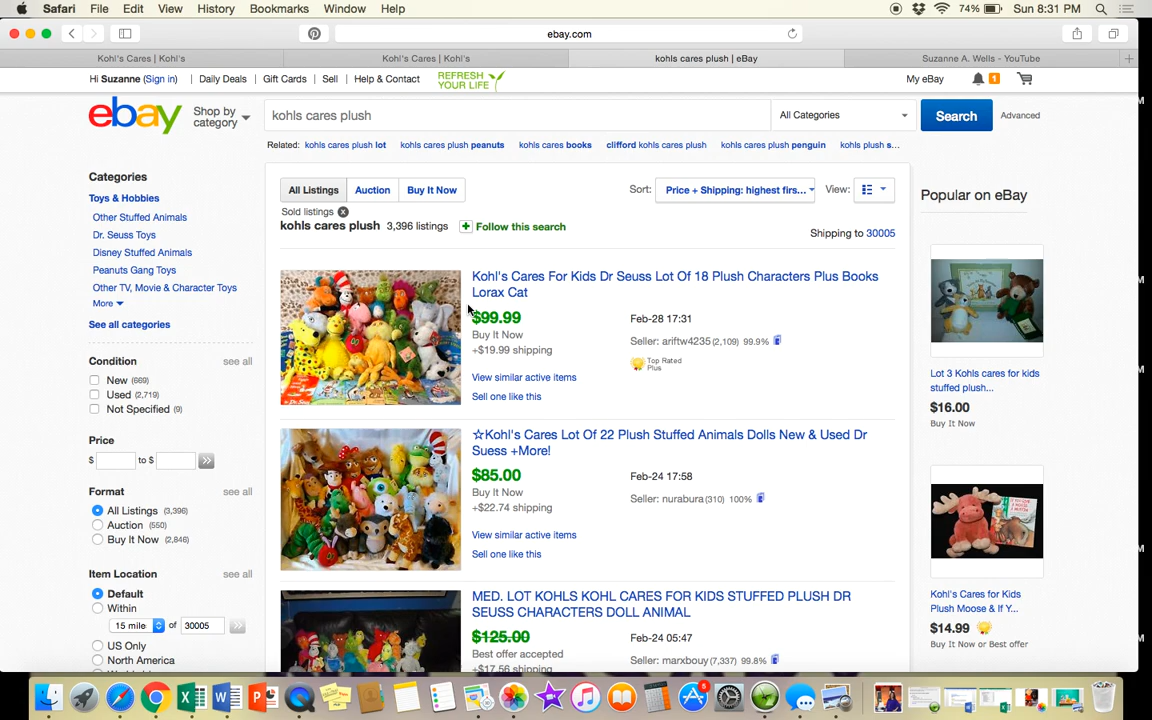 Safari File Edit View History Bookmarks Window Help 74% Sun 8:31 PM
ebay.com
Kohl's Cares | Kohl's Kohl's Cares | Kohl's kohls cares plush | eBay Suzanne A. Wells - YouTube
Hi Suzanne (Sign in) | Daily Deals | Gift Cards | Sell | Help & Contact REFRESH YOUR LIFE My eBay 1
ebay Shop by category kohls cares plush All Categories Search Advanced
Related: kohls cares plush lot kohls cares plush peanuts kohls cares books clifford kohls cares plush kohls cares plush penguin kohls plush s...
Categories
Toys & Hobbies
Other Stuffed Animals
Dr. Seuss Toys
Disney Stuffed Animals
Peanuts Gang Toys
Other TV, Movie & Character Toys
More
See all categories
Condition see all
New (669)
Used (2,719)
Not Specified (9)
Price
$ to $ »
Format see all
All Listings (3,396)
Auction (550)
Buy It Now (2,846)
Item Location see all
Default
Within
15 mile of 30005 »
US Only
North America
All Listings Auction Buy It Now Sort: Price + Shipping: highest firs... View:
Sold listings
kohls cares plush 3,396 listings + Follow this search Shipping to 30005
Kohl's Cares For Kids Dr Seuss Lot Of 18 Plush Characters Plus Books
Lorax Cat
$99.99 Feb-28 17:31
Buy It Now Seller: ariftw4235 (2,109) 99.9%
+$19.99 shipping Top Rated
Plus
View similar active items
Sell one like this
☆Kohl's Cares Lot Of 22 Plush Stuffed Animals Dolls New & Used Dr
Suess +More!
$85.00 Feb-24 17:58
Buy It Now Seller: nurabura(310) 100%
+$22.74 shipping
View similar active items
Sell one like this
MED. LOT KOHLS KOHL CARES FOR KIDS STUFFED PLUSH DR
SEUSS CHARACTERS DOLL ANIMAL
$125.00 Feb-24 05:47
Best offer accepted Seller: marxbouy (7,337) 99.8%
+$17.56 shipping
Popular on eBay
Lot 3 Kohls cares for kids
stuffed plush...
$16.00
Buy It Now
Kohl's Cares for Kids
Plush Moose & If Y...
$14.99
Buy It Now or Best offer
5